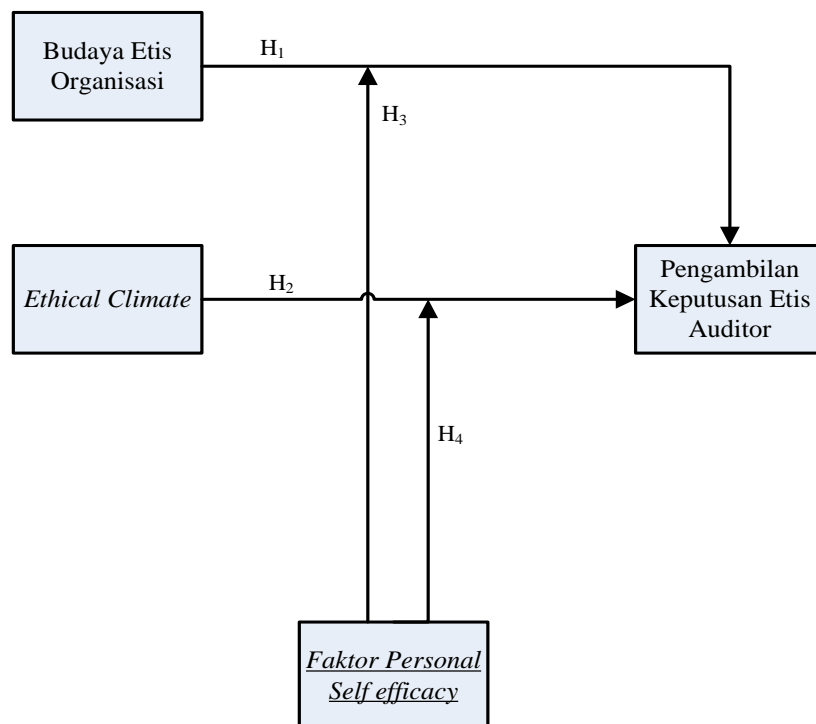 Budaya Etis
Organisasi
H₁
H₃
Ethical Climate
H₂
Pengambilan
Keputusan Etis
Auditor
H₄
Faktor Personal
Self efficacy